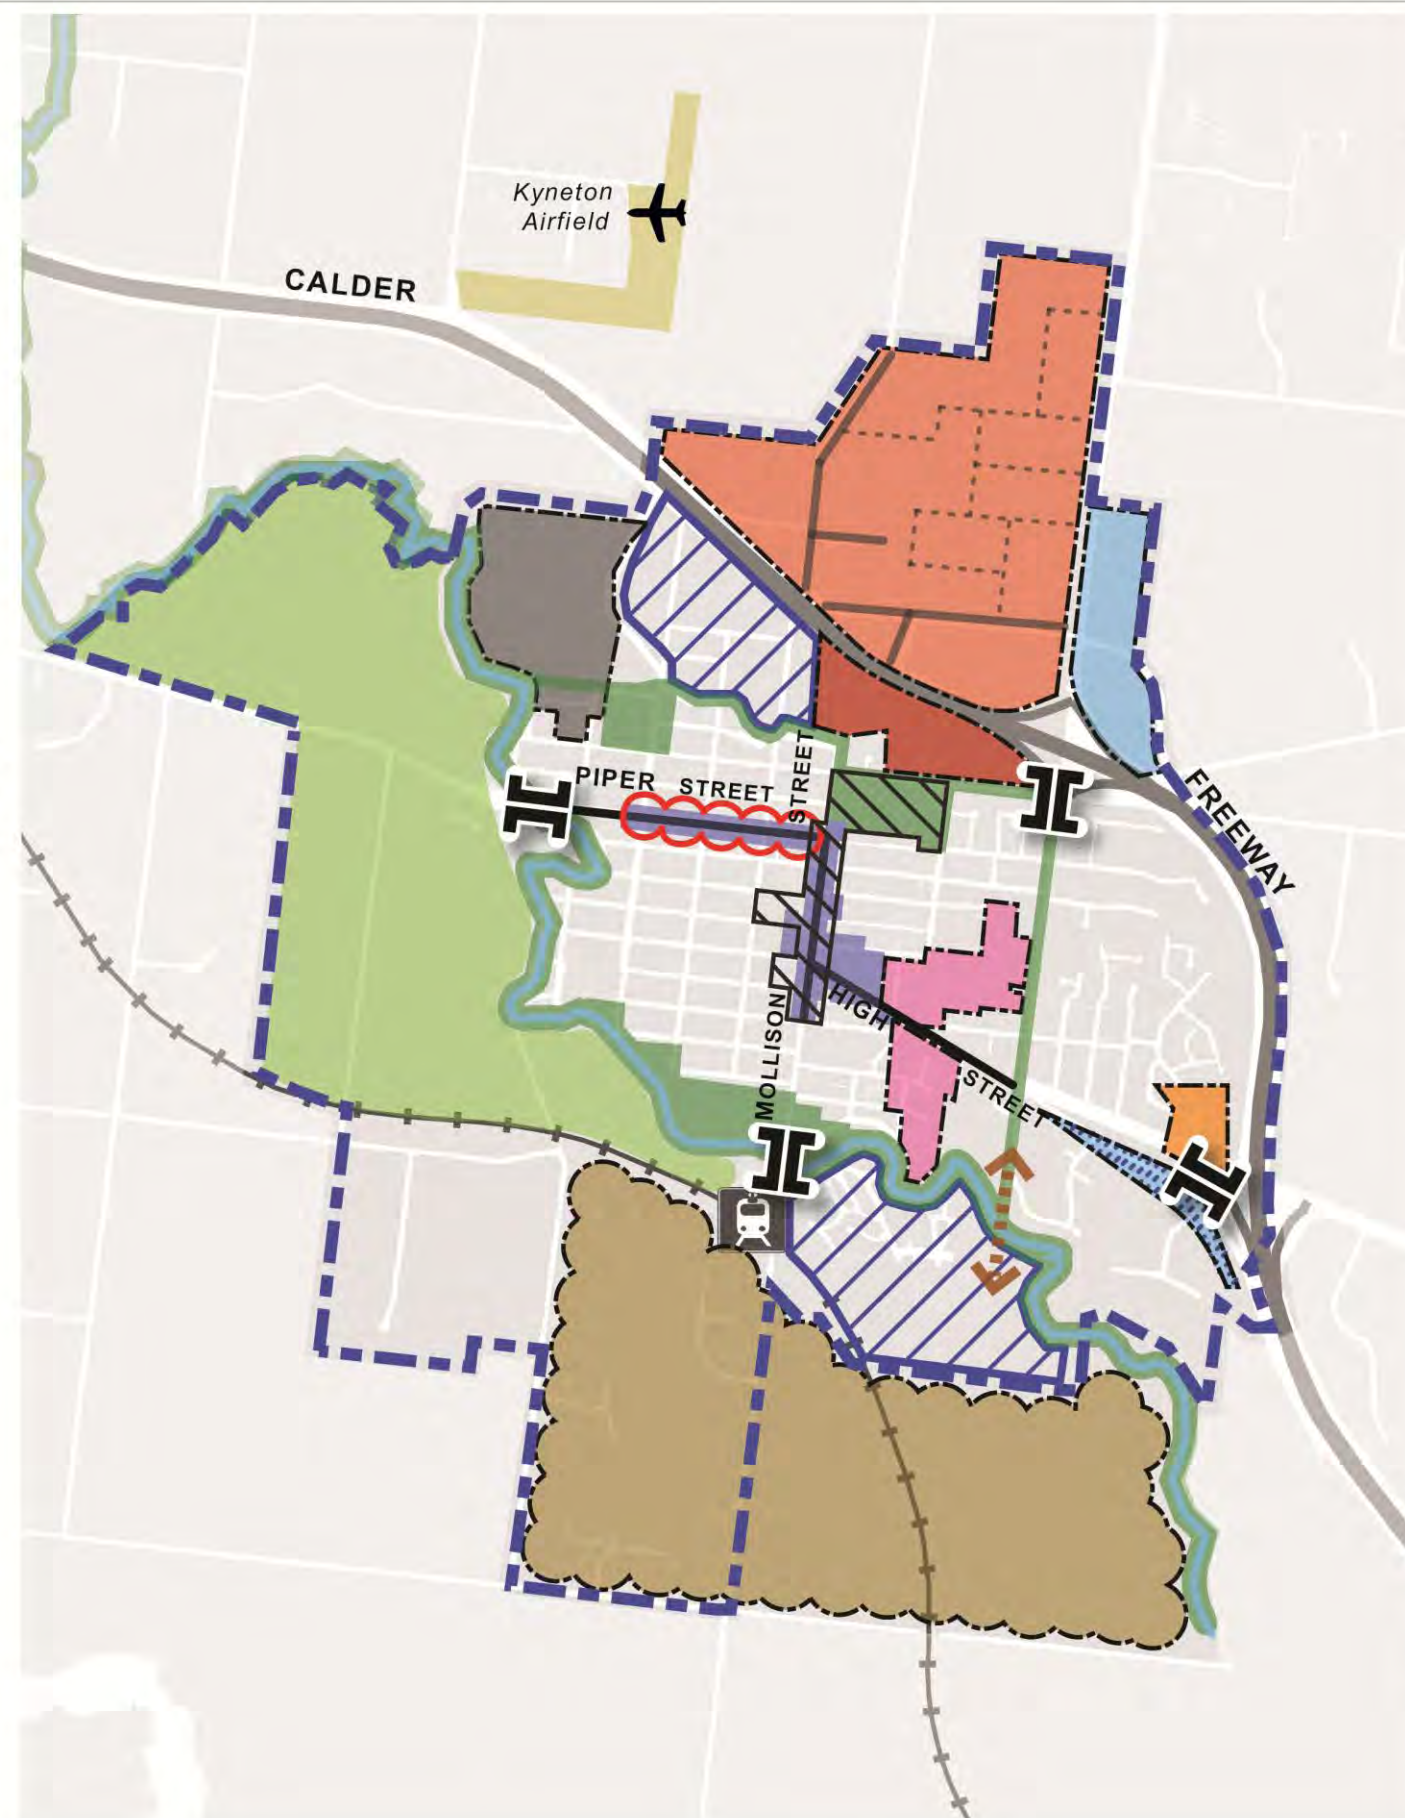 Kyneton
Airfield
CALDER
STREET
PIPER STREET
FREEWAY
HIGH
MOLLISON
STREET